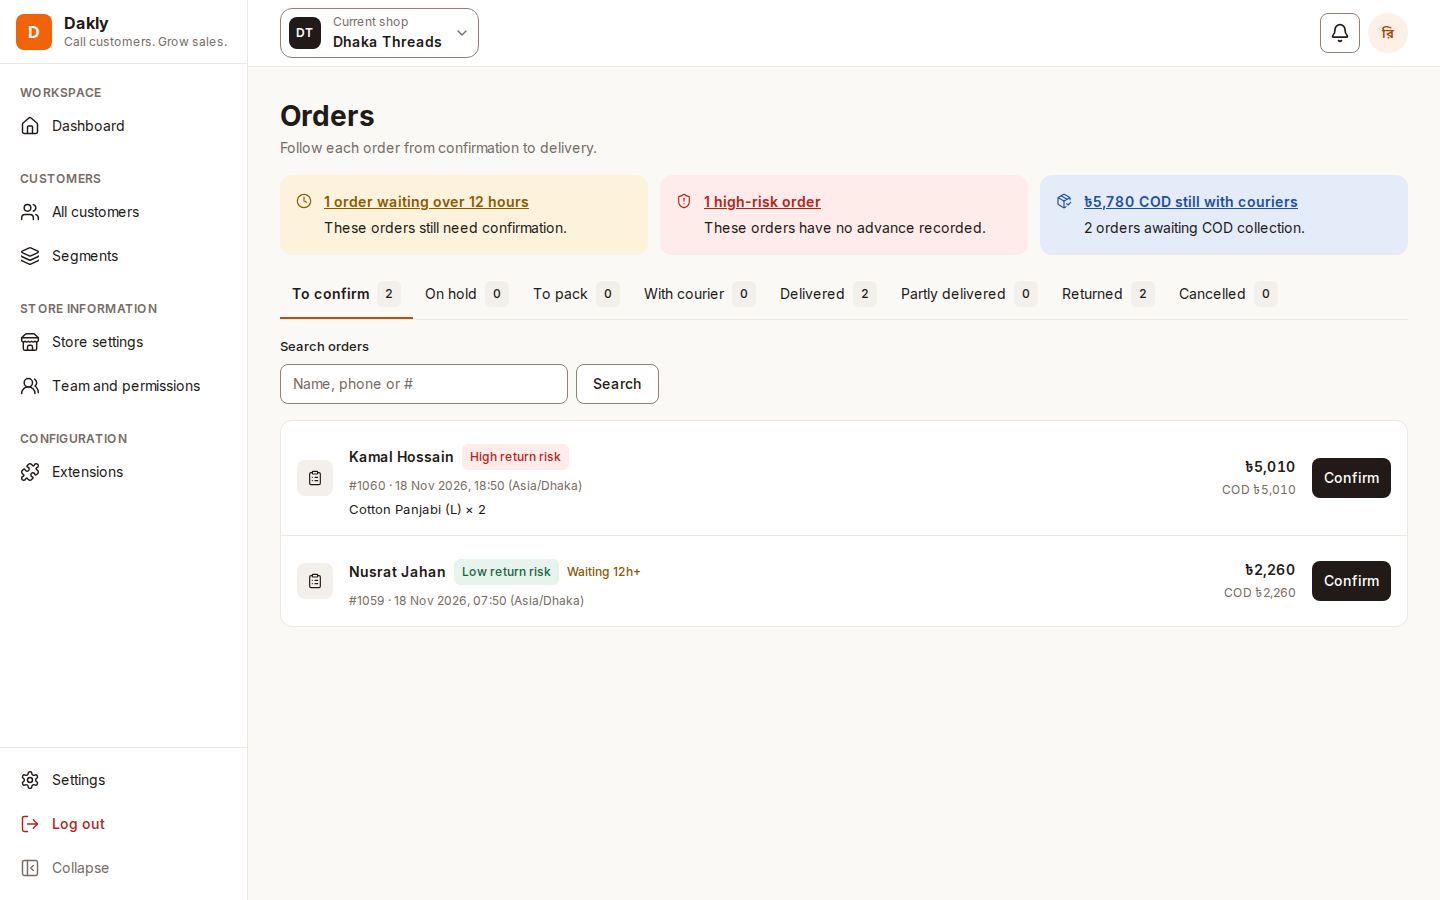 D
Dakly
Call customers. Grow sales.
DT
Current shop
Dhaka Threads
রি
WORKSPACE
Dashboard
CUSTOMERS
All customers
Segments
STORE INFORMATION
Store settings
Team and permissions
CONFIGURATION
Extensions
Settings
Log out
Collapse
Orders
Follow each order from confirmation to delivery.
1 order waiting over 12 hours
These orders still need confirmation.
1 high-risk order
These orders have no advance recorded.
৳5,780 COD still with couriers
2 orders awaiting COD collection.
To confirm 2 On hold 0 To pack 0 With courier 0 Delivered 2 Partly delivered 0 Returned 2 Cancelled 0
Search orders
Name, phone or # Search
Kamal Hossain High return risk
#1060 · 18 Nov 2026, 18:50 (Asia/Dhaka)
Cotton Panjabi (L) × 2
৳5,010
COD ৳5,010
Confirm
Nusrat Jahan Low return risk Waiting 12h+
#1059 · 18 Nov 2026, 07:50 (Asia/Dhaka)
৳2,260
COD ৳2,260
Confirm